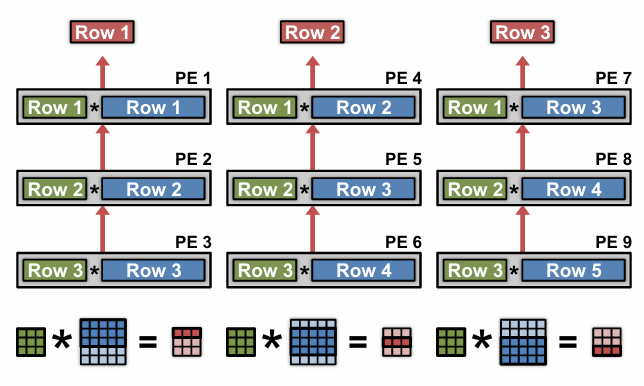 Row 1 Row 2 Row 3
PE 1 PE 4 PE 7
Row 1 * Row 1 Row 1 * Row 2 Row 1 * Row 3
PE 2 PE 5 PE 8
Row 2 * Row 2 Row 2 * Row 3 Row 2 * Row 4
PE 3 PE 6 PE 9
Row 3 * Row 3 Row 3 * Row 4 Row 3 * Row 5
* = * = * =